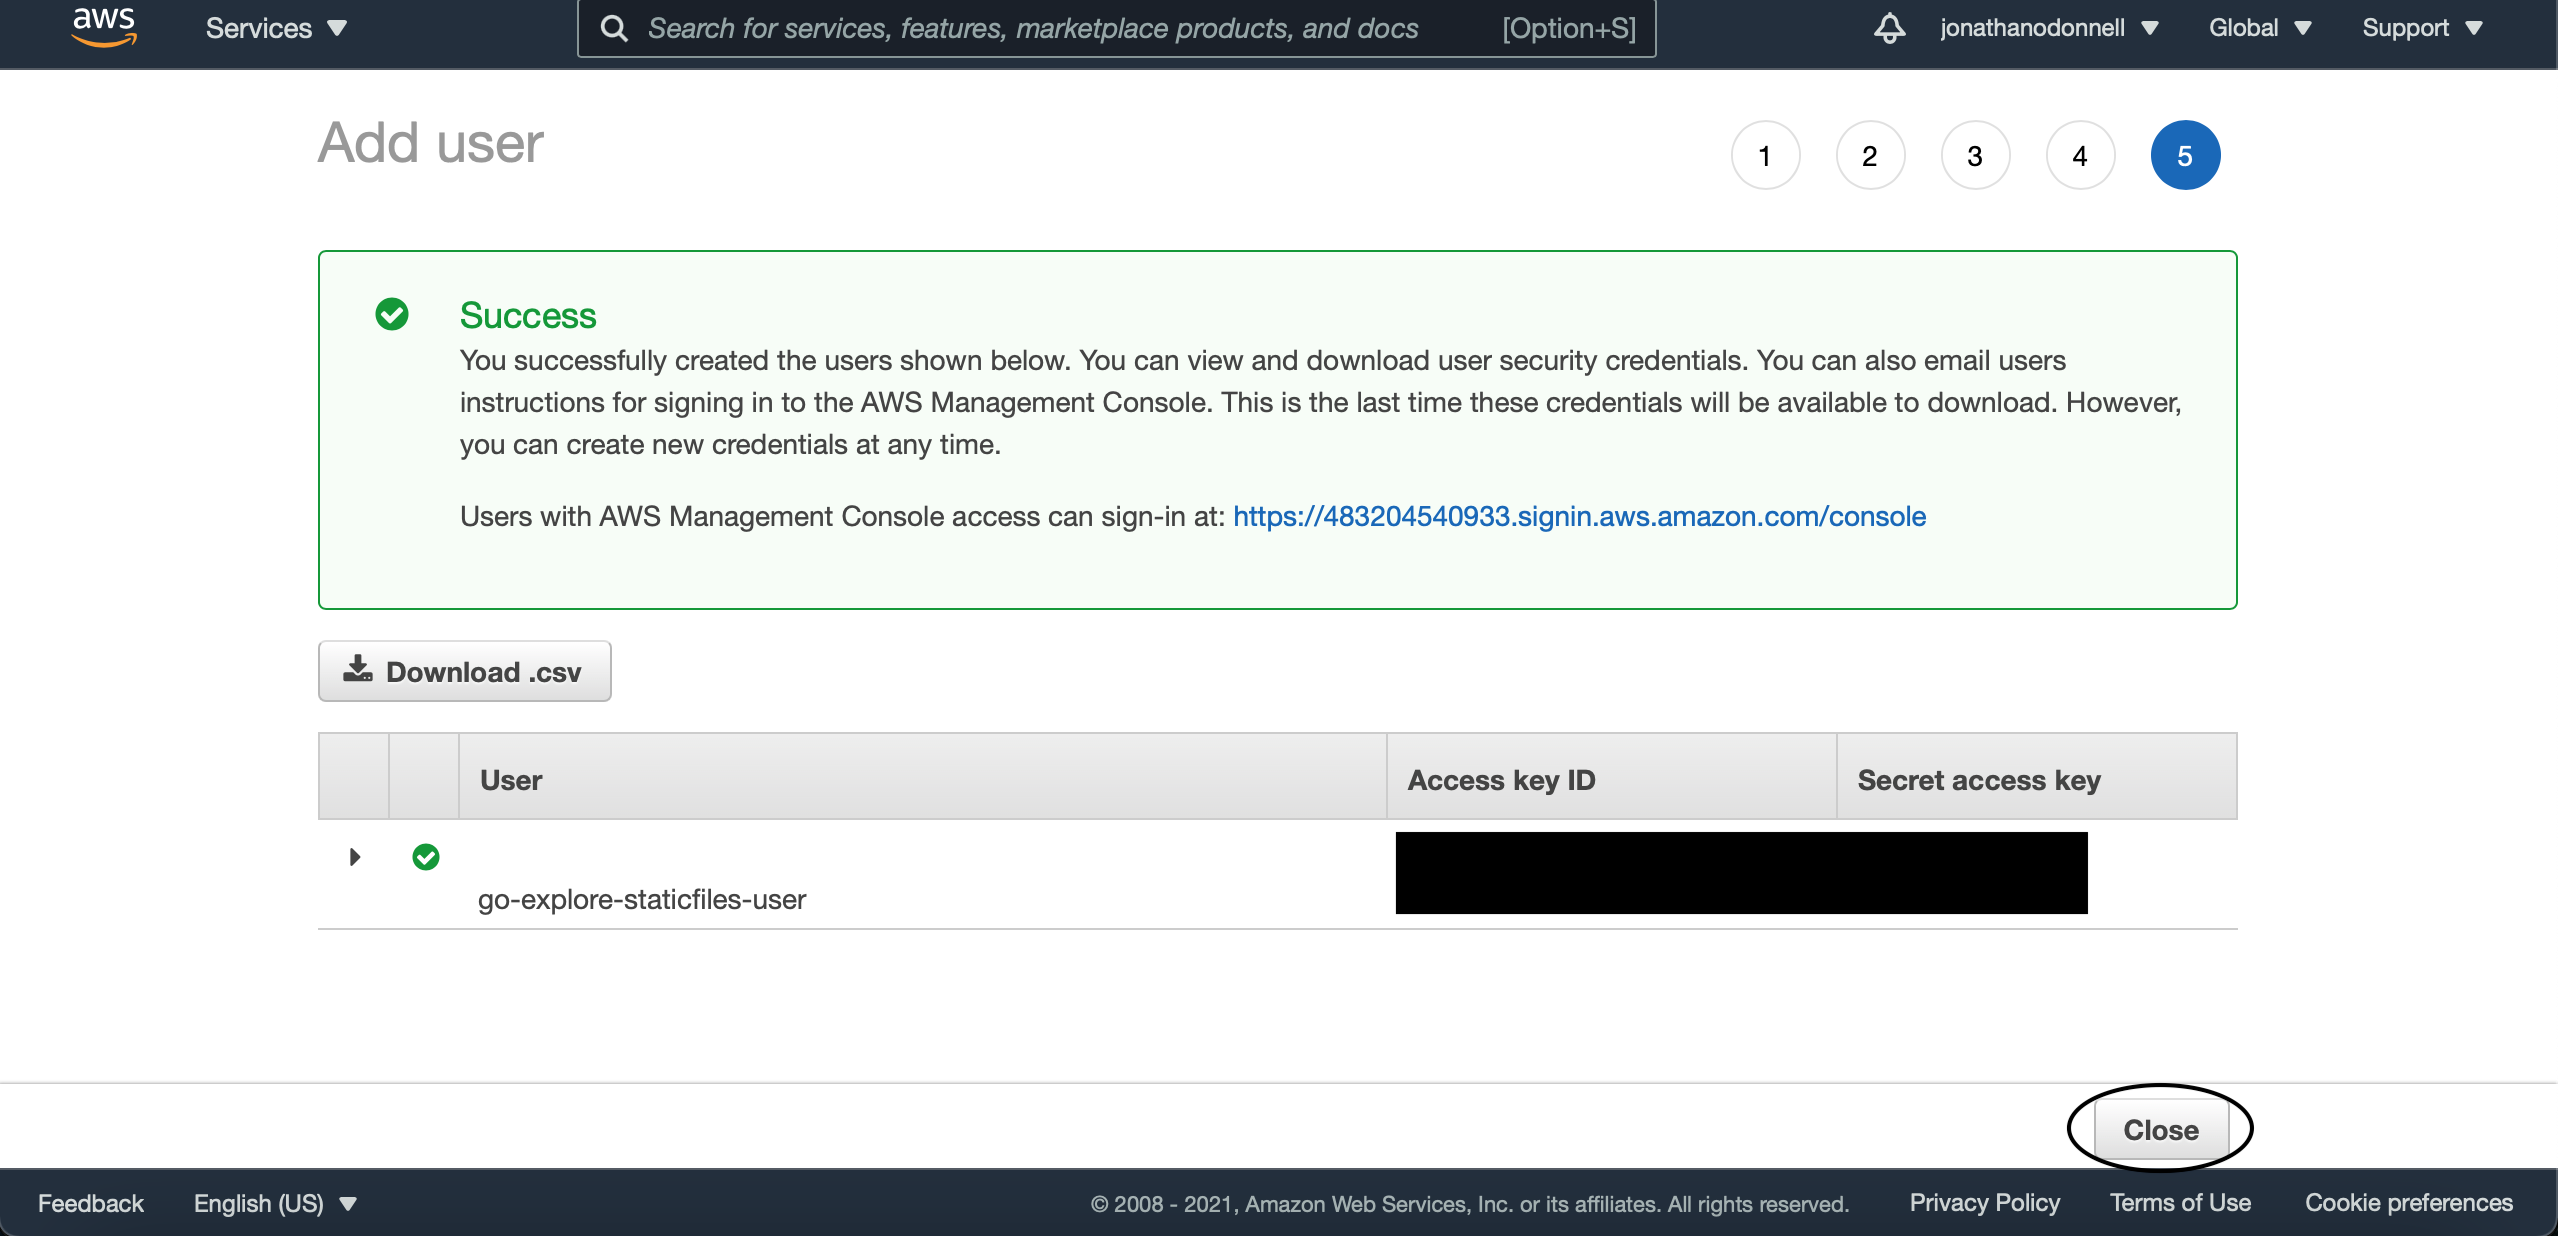 aws Services Search for services, features, marketplace products, and docs [Option+S] jonathanodonnell Global Support
Add user 1 2 3 4 5
Success
You successfully created the users shown below. You can view and download user security credentials. You can also email users
instructions for signing in to the AWS Management Console. This is the last time these credentials will be available to download. However,
you can create new credentials at any time.
Users with AWS Management Console access can sign-in at: https://483204540933.signin.aws.amazon.com/console
Download .csv
User Access key ID Secret access key
go-explore-staticfiles-user
Close
Feedback English (US) © 2008 - 2021, Amazon Web Services, Inc. or its affiliates. All rights reserved. Privacy Policy Terms of Use Cookie preferences